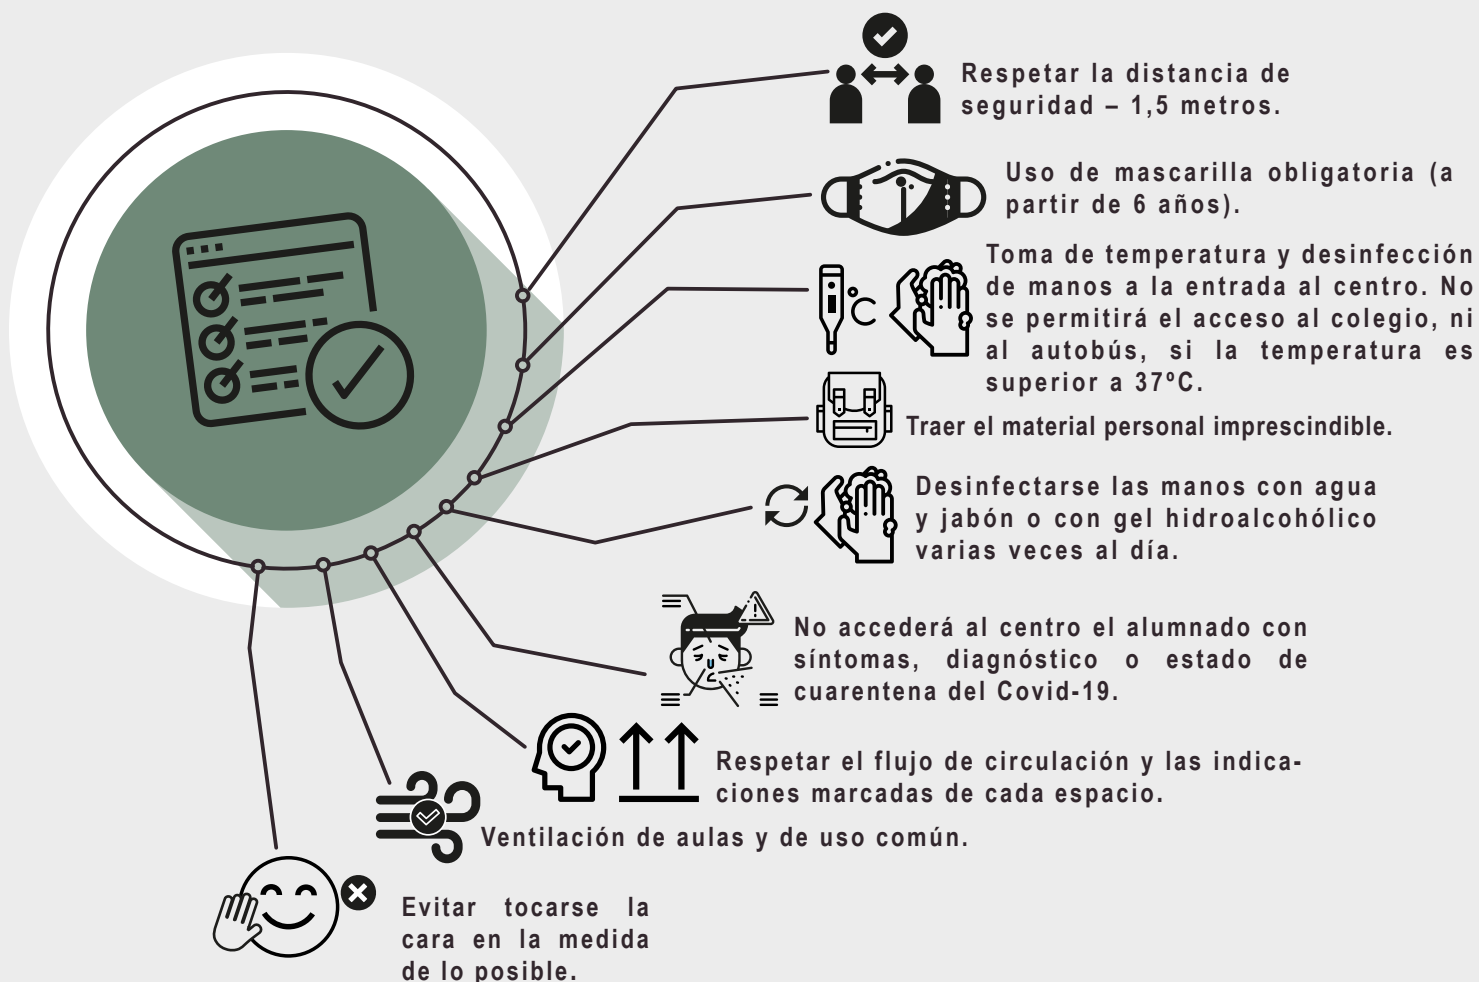 Respetar la distancia de
seguridad – 1,5 metros.
Uso de mascarilla obligatoria (a
partir de 6 años).
Toma de temperatura y desinfección
de manos a la entrada al centro. No
se permitirá el acceso al colegio, ni
al autobús, si la temperatura es
superior a 37ºC.
°C
Traer el material personal imprescindible.
Desinfectarse las manos con agua
y jabón o con gel hidroalcohólico
varias veces al día.
No accederá al centro el alumnado con
síntomas, diagnóstico o estado de
cuarentena del Covid-19.
Respetar el flujo de circulación y las indica-
ciones marcadas de cada espacio.
Ventilación de aulas y de uso común.
Evitar tocarse la
cara en la medida
de lo posible.